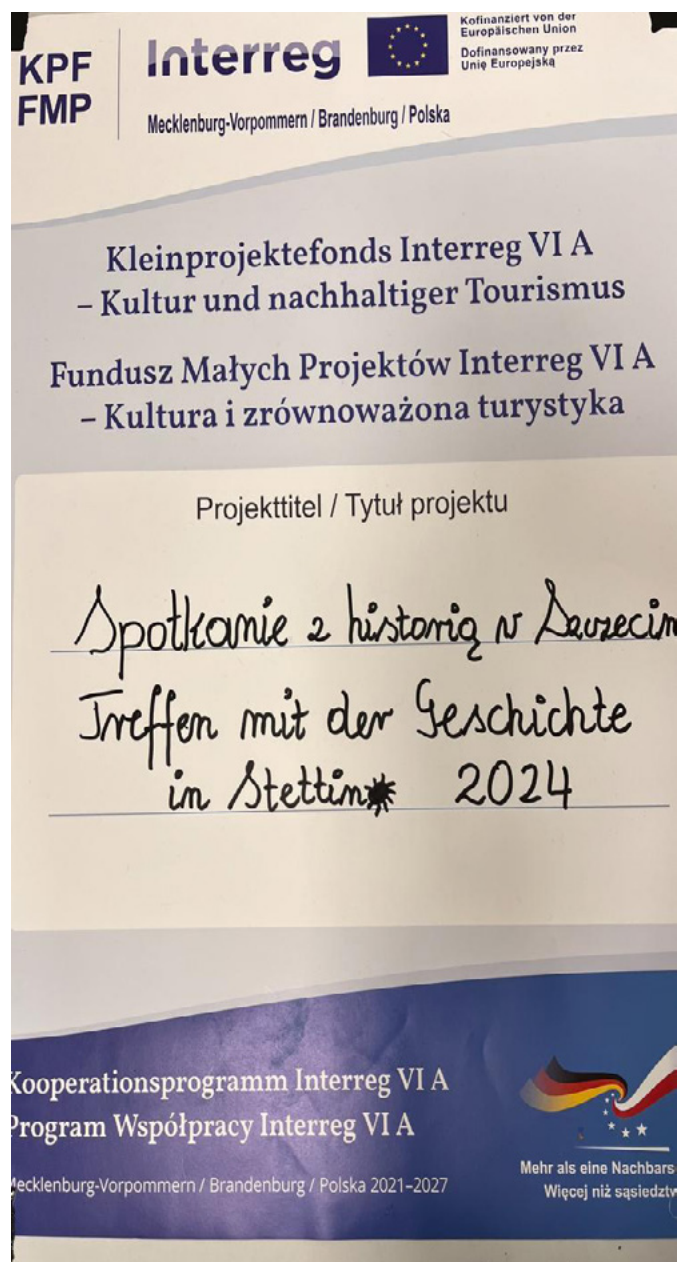 KPF
FMP
Interreg
Kofinanziert von der
Europäischen Union
Dofinansowany przez
Unię Europejską
Mecklenburg-Vorpommern / Brandenburg / Polska
Kleinprojektefonds Interreg VI A
– Kultur und nachhaltiger Tourismus
Fundusz Małych Projektów Interreg VI A
– Kultura i zrównoważona turystyka
Projekttitel / Tytuł projektu
Spotkanie z historią w Szczecin
Treffen mit der Geschichte
in Stettin 2024
Kooperationsprogramm Interreg VI A
Program Współpracy Interreg VI A
Mecklenburg-Vorpommern / Brandenburg / Polska 2021–2027
Mehr als eine Nachbars
Więcej niż sąsiedztw